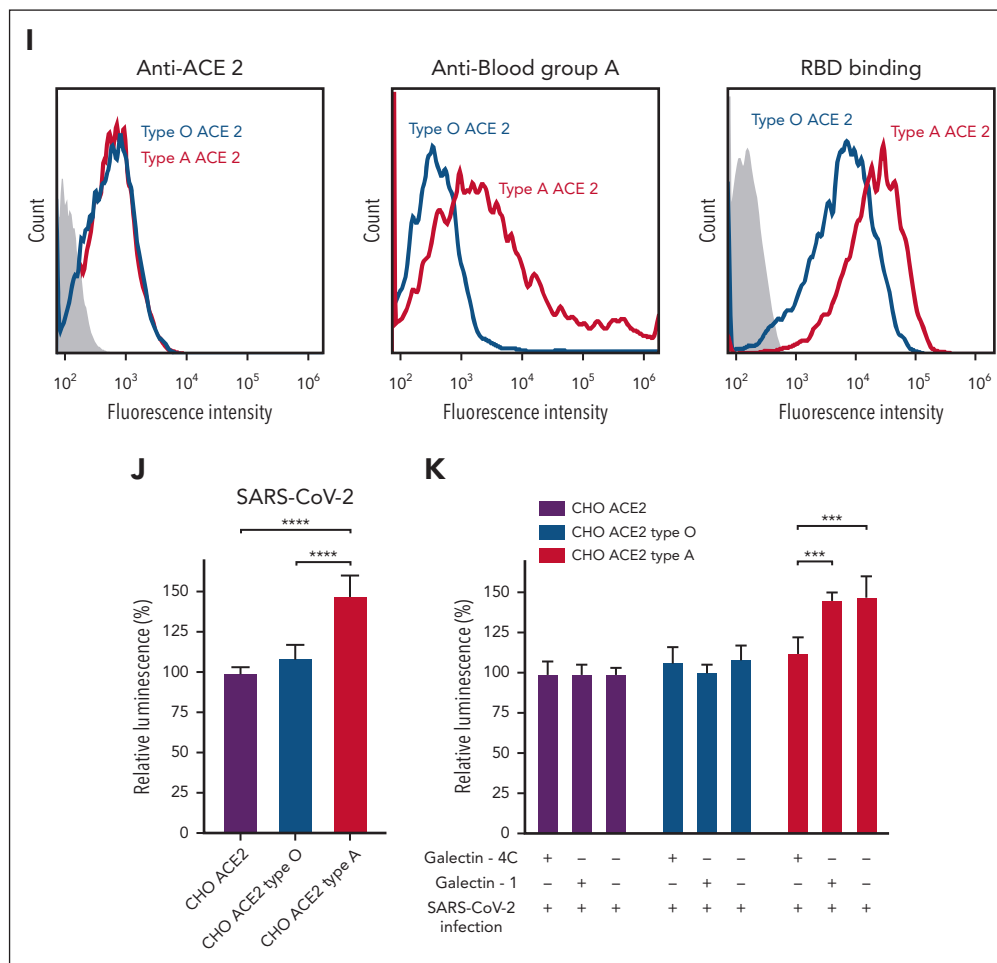 I
Anti-ACE 2
Anti-Blood group A
RBD binding
Type O ACE 2
Type A ACE 2
Type O ACE 2
Type A ACE 2
Type O ACE 2
Type A ACE 2
Count
Count
Count
10² 10³ 10⁴ 10⁵ 10⁶
10² 10³ 10⁴ 10⁵ 10⁶
10² 10³ 10⁴ 10⁵ 10⁶
Fluorescence intensity
Fluorescence intensity
Fluorescence intensity
J
SARS-CoV-2
****
****
Relative luminescence (%)
150
125
100
75
50
25
0
CHO ACE2
CHO ACE2 type O
CHO ACE2 type A
K
CHO ACE2
CHO ACE2 type O
CHO ACE2 type A
***
***
Relative luminescence (%)
150
125
100
75
50
25
0
Galectin - 4C + – – + – – + – –
Galectin - 1 – + – – + – – + –
SARS-CoV-2 + + + + + + + + +
infection